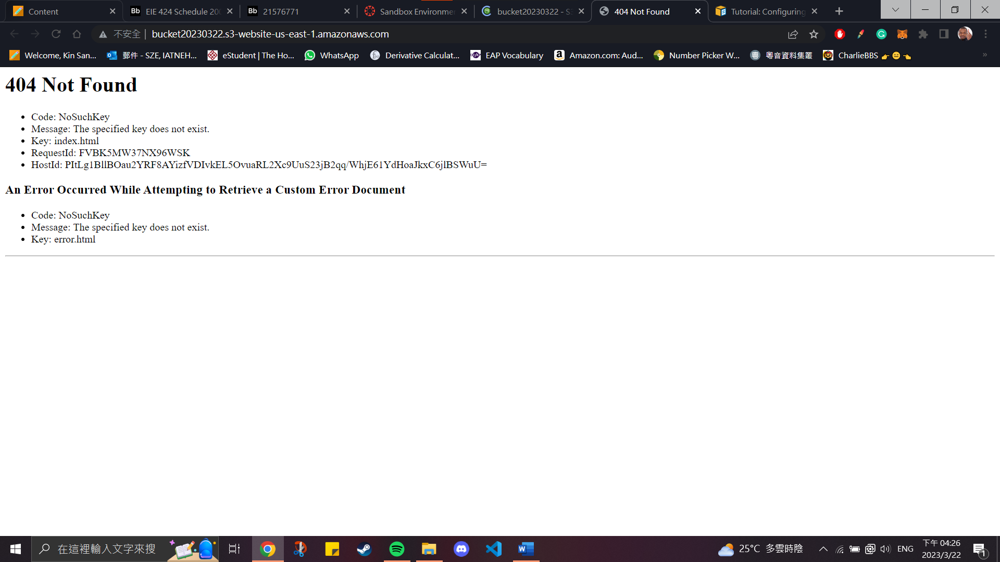 Content
EIE 424 Schedule 200
21576771
Sandbox Environme
bucket20230322 - S3
404 Not Found
Tutorial: Configuring
不安全
bucket20230322.s3-website-us-east-1.amazonaws.com
Welcome, Kin San...
郵件 - SZE, IATNEH...
eStudent | The Ho...
WhatsApp
Derivative Calculat...
EAP Vocabulary
Amazon.com: Aud...
Number Picker W...
粵音資料集叢
CharlieBBS 👉😑👈
404 Not Found
• Code: NoSuchKey
• Message: The specified key does not exist.
• Key: index.html
• RequestId: FVBK5MW37NX96WSK
• HostId: PItLg1BllBOau2YRF8AYizfVDIvkEL5OvuaRL2Xc9UuS23jB2qq/WhjE61YdHoaJkxC6jlBSWuU=
An Error Occurred While Attempting to Retrieve a Custom Error Document
• Code: NoSuchKey
• Message: The specified key does not exist.
• Key: error.html
在這裡輸入文字來搜
25°C 多雲時陰
ENG
下午 04:26
2023/3/22
1